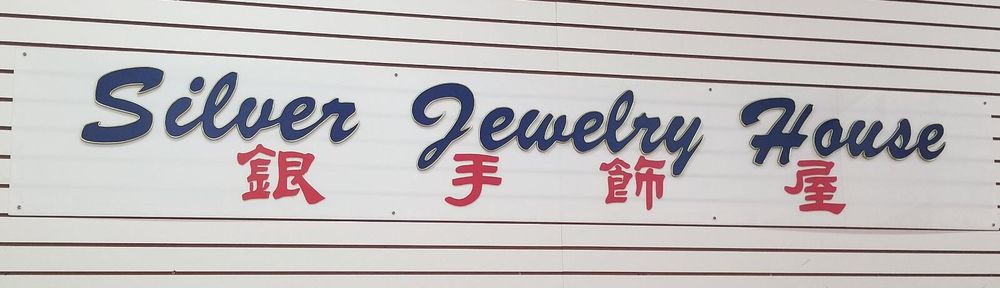 Silver Jewelry House
銀手飾屋